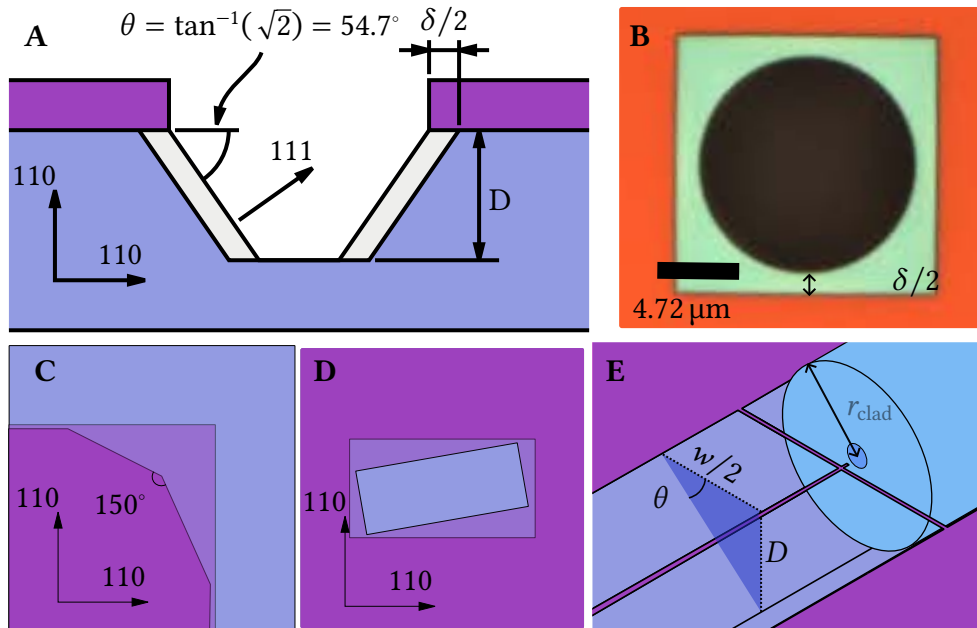 A
θ = tan⁻¹(√2) = 54.7°
δ/2
110
111
D
110
B
δ/2
4.72 µm
C
110
150°
110
D
110
110
E
r_clad
w/2
θ
D